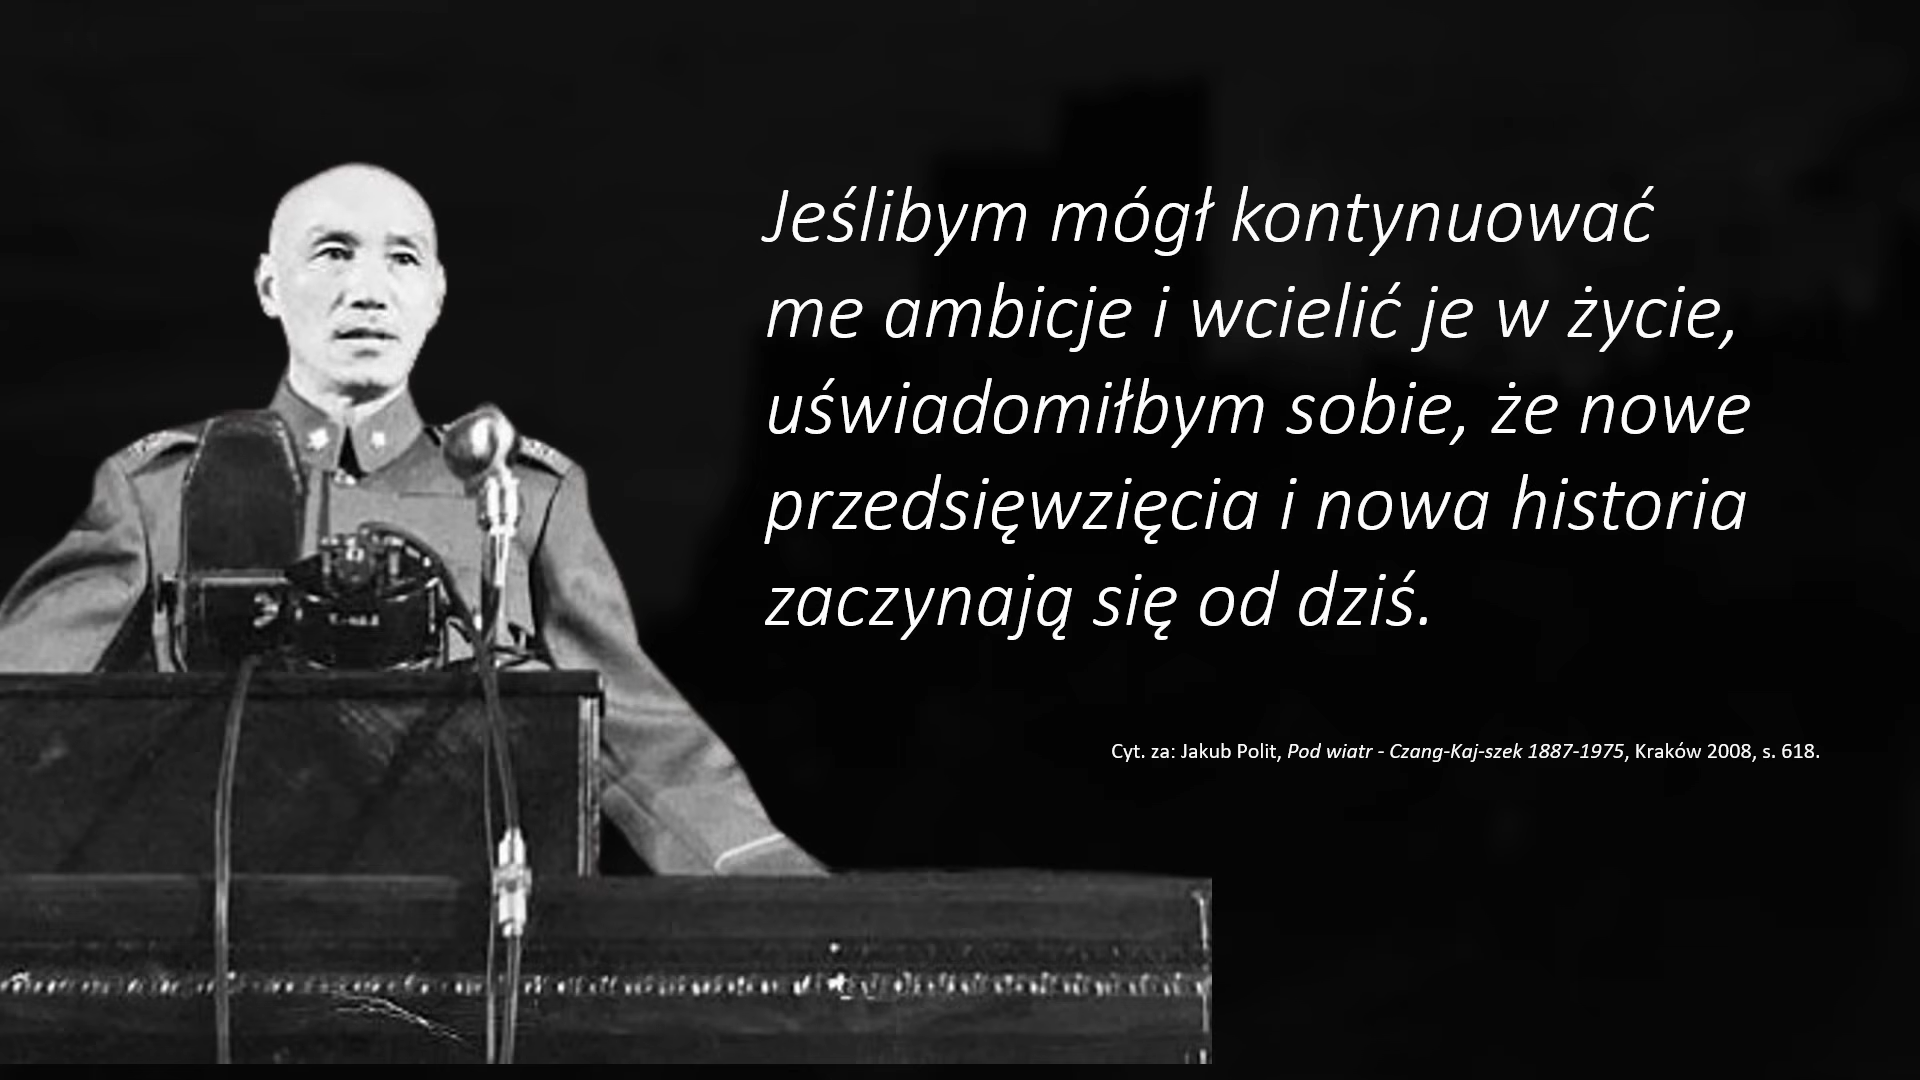 Jeślibym mógł kontynuować
me ambicje i wcielić je w życie,
uświadomiłbym sobie, że nowe
przedsięwzięcia i nowa historia
zaczynają się od dziś.
Cyt. za: Jakub Polit, Pod wiatr - Czang-Kaj-szek 1887-1975, Kraków 2008, s. 618.